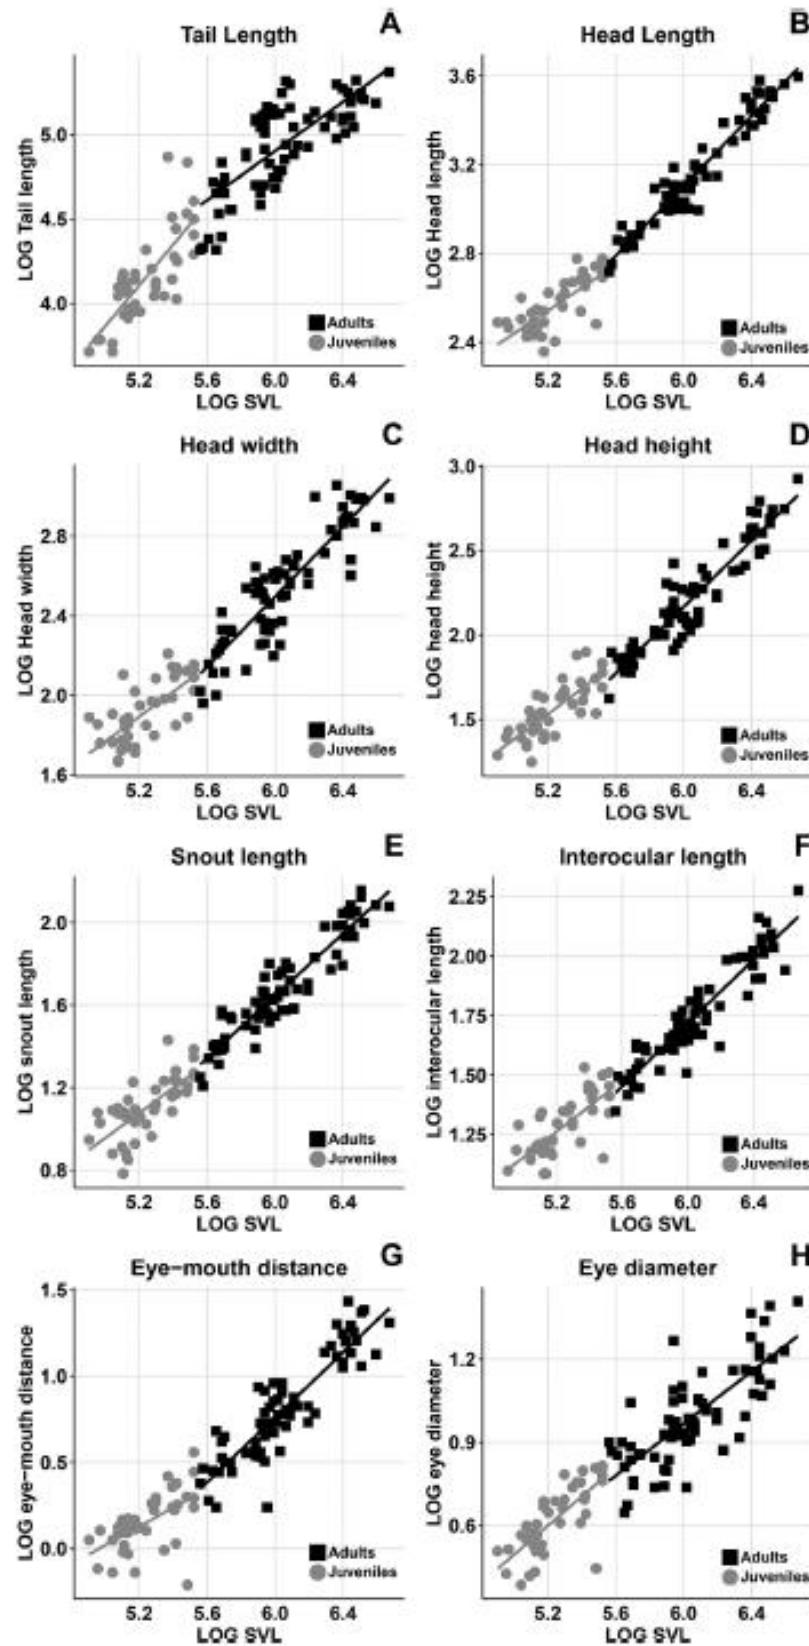 A B
Tail Length Head Length
LOG Tail length
5.0
4.5
4.0
Adults
Juveniles
5.2 5.6 6.0 6.4
LOG SVL
LOG Head length
3.6
3.2
2.8
2.4
Adults
Juveniles
5.2 5.6 6.0 6.4
LOG SVL
Head width C
LOG Head width
2.8
2.4
2.0
1.6
Adults
Juveniles
5.2 5.6 6.0 6.4
LOG SVL
Head height D
LOG head height
3.0
2.5
2.0
1.5
Adults
Juveniles
5.2 5.6 6.0 6.4
LOG SVL
Snout length E
LOG snout length
2.0
1.6
1.2
0.8
Adults
Juveniles
5.2 5.6 6.0 6.4
LOG SVL
Interocular length F
LOG interocular length
2.25
2.00
1.75
1.50
1.25
Adults
Juveniles
5.2 5.6 6.0 6.4
LOG SVL
Eye−mouth distance G
LOG eye−mouth distance
1.5
1.0
0.5
0.0
Adults
Juveniles
5.2 5.6 6.0 6.4
LOG SVL
Eye diameter H
LOG eye diameter
1.2
0.9
0.6
Adults
Juveniles
5.2 5.6 6.0 6.4
LOG SVL